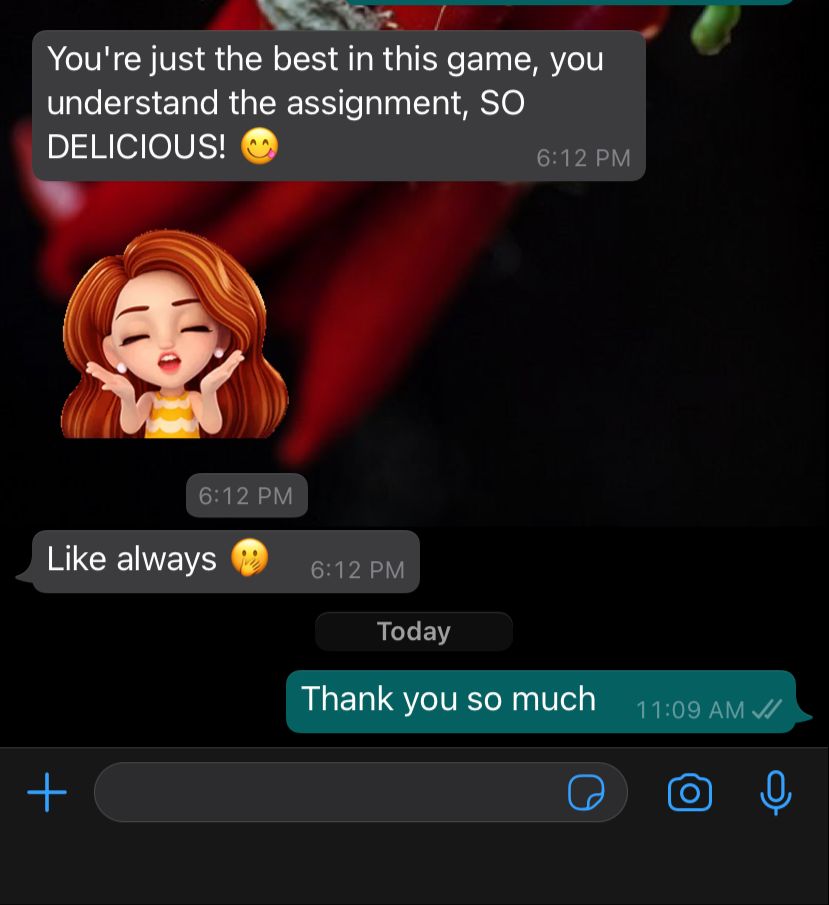 You're just the best in this game, you
understand the assignment, SO
DELICIOUS! 😋
6:12 PM
6:12 PM
Like always 🤭 6:12 PM
Today
Thank you so much 11:09 AM